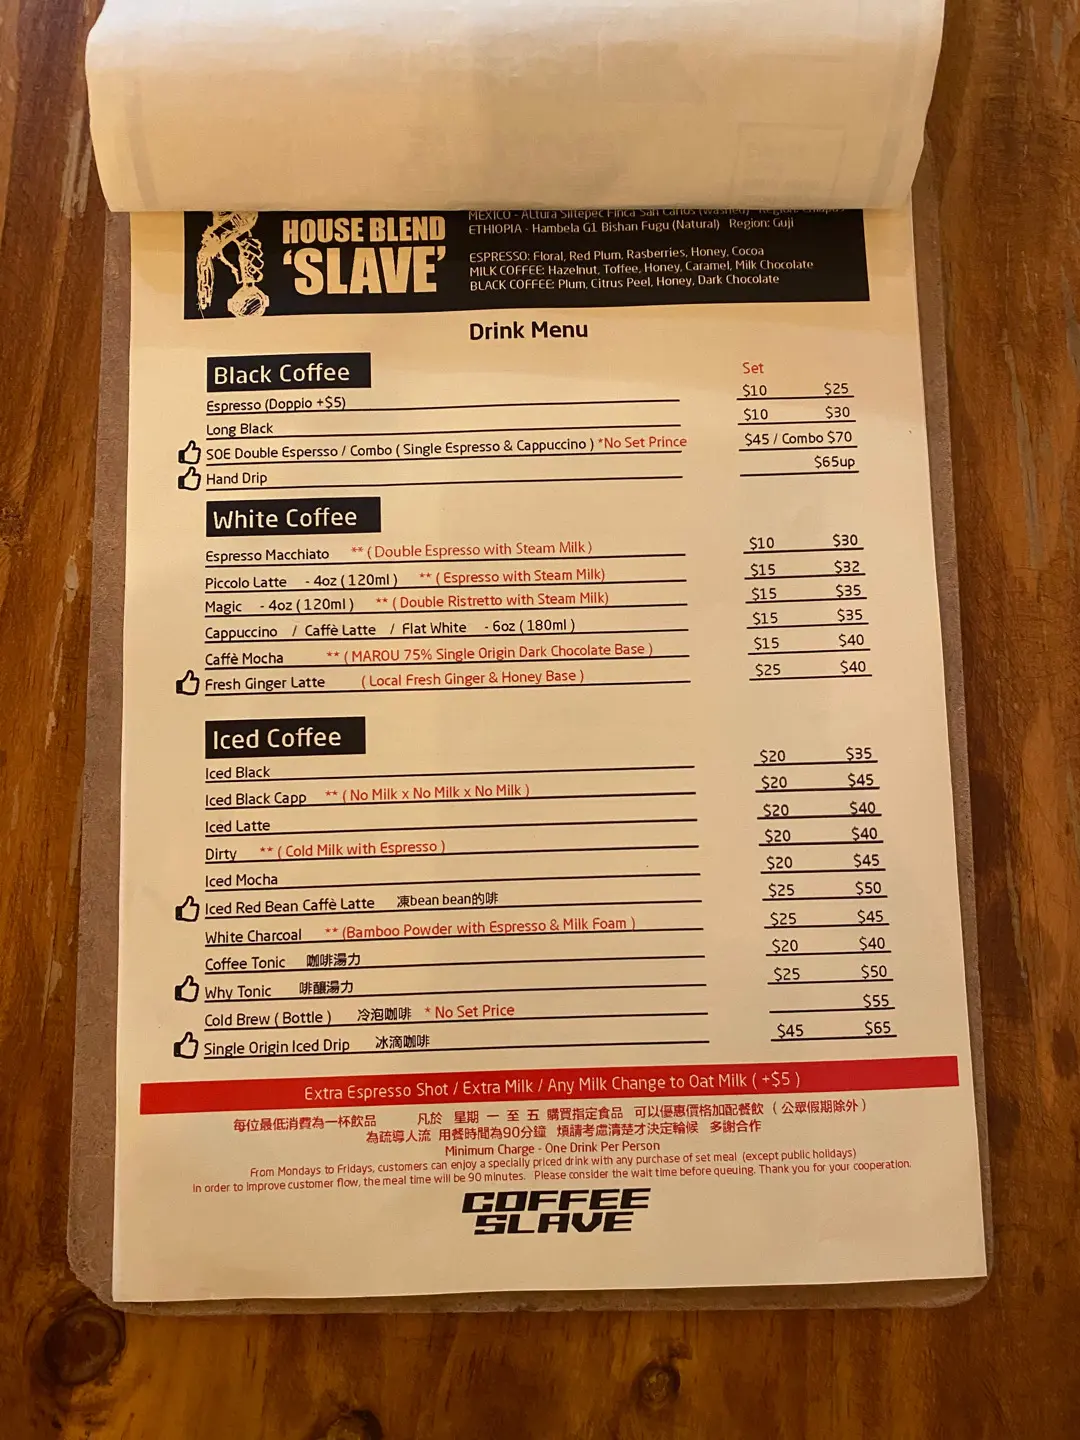 HOUSE BLEND
'SLAVE'
MEXICO - Altura Siltepec Finca San Carlos (Washed) Region: Chiapas
ETHIOPIA - Hambela G1 Bishan Fugu (Natural) Region: Guji
ESPRESSO: Floral, Red Plum, Rasberries, Honey, Cocoa
MILK COFFEE: Hazelnut, Toffee, Honey, Caramel, Milk Chocolate
BLACK COFFEE: Plum, Citrus Peel, Honey, Dark Chocolate
Drink Menu
Black Coffee Set
Espresso (Doppio +$5) $10 $25
Long Black $10 $30
SOE Double Espersso / Combo ( Single Espresso & Cappuccino ) *No Set Prince $45 / Combo $70
Hand Drip $65up
White Coffee
Espresso Macchiato ** ( Double Espresso with Steam Milk ) $10 $30
Piccolo Latte - 4oz ( 120ml ) ** ( Espresso with Steam Milk) $15 $32
Magic - 4oz ( 120ml ) ** ( Double Ristretto with Steam Milk) $15 $35
Cappuccino / Caffè Latte / Flat White - 6oz ( 180ml ) $15 $35
Caffè Mocha ** ( MAROU 75% Single Origin Dark Chocolate Base ) $15 $40
Fresh Ginger Latte ( Local Fresh Ginger & Honey Base ) $25 $40
Iced Coffee
Iced Black $20 $35
Iced Black Capp ** ( No Milk x No Milk x No Milk ) $20 $45
Iced Latte $20 $40
Dirty ** ( Cold Milk with Espresso ) $20 $40
Iced Mocha $20 $45
Iced Red Bean Caffè Latte 凍bean bean的啡 $25 $50
White Charcoal ** (Bamboo Powder with Espresso & Milk Foam ) $25 $45
Coffee Tonic 咖啡湯力 $20 $40
Why Tonic 啡釀湯力 $25 $50
Cold Brew ( Bottle ) 冷泡咖啡 * No Set Price $55
Single Origin Iced Drip 冰滴咖啡 $45 $65
Extra Espresso Shot / Extra Milk / Any Milk Change to Oat Milk ( +$5 )
每位最低消費為一杯飲品 凡於 星期 一 至 五 購買指定食品 可以優惠價格加配餐飲 ( 公眾假期除外 )
為疏導人流 用餐時間為90分鐘 煩請考慮清楚才決定輪候 多謝合作
Minimum Charge - One Drink Per Person
From Mondays to Fridays, customers can enjoy a specially priced drink with any purchase of set meal (except public holidays)
In order to improve customer flow, the meal time will be 90 minutes. Please consider the wait time before queuing. Thank you for your cooperation.
COFFEE
SLAVE